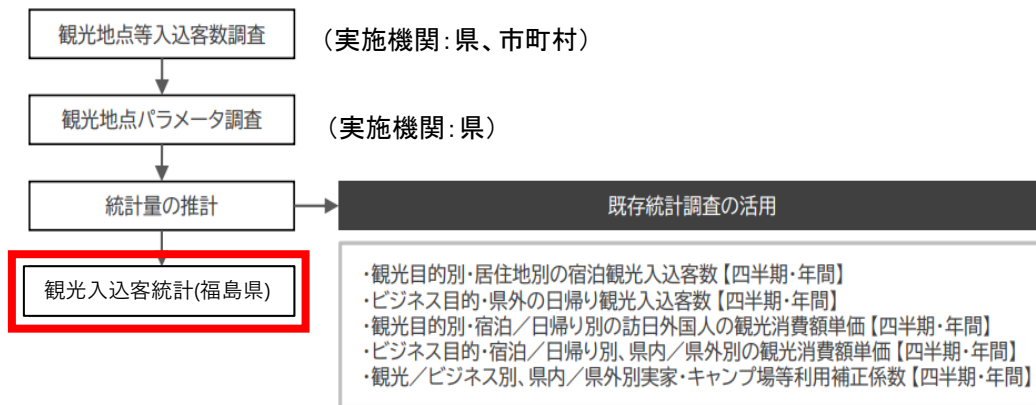 観光地点等入込客数調査
（実施機関：県、市町村）
観光地点パラメータ調査
（実施機関：県）
統計量の推計
既存統計調査の活用
観光入込客統計(福島県)
・観光目的別・居住地別の宿泊観光入込客数【四半期・年間】
・ビジネス目的・県外の日帰り観光入込客数【四半期・年間】
・観光目的別・宿泊／日帰り別の訪日外国人の観光消費額単価【四半期・年間】
・ビジネス目的・宿泊／日帰り別、県内／県外別の観光消費額単価【四半期・年間】
・観光／ビジネス別、県内／県外別実家・キャンプ場等利用補正係数【四半期・年間】